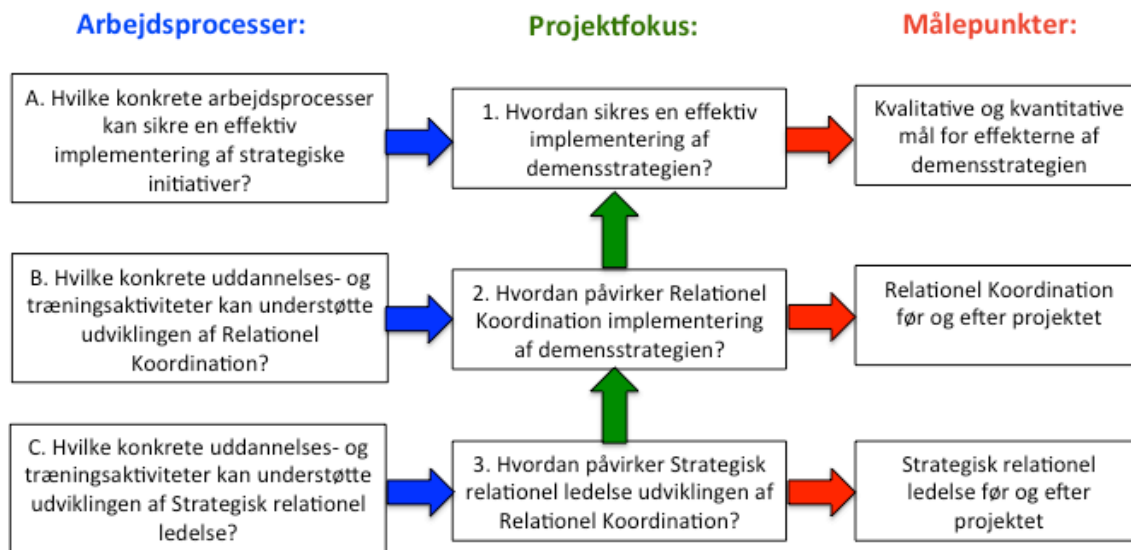 Arbejdsprocesser:
Projektfokus:
Målepunkter:
A. Hvilke konkrete arbejdsprocesser
kan sikre en effektiv
implementering af strategiske
initiativer?
1. Hvordan sikres en effektiv
implementering af
demensstrategien?
Kvalitative og kvantitative
mål for effekterne af
demensstrategien
B. Hvilke konkrete uddannelses- og
træningsaktiviteter kan understøtte
udviklingen af Relationel
Koordination?
2. Hvordan påvirker Relationel
Koordination implementering
af demensstrategien?
Relationel Koordination
før og efter projektet
C. Hvilke konkrete uddannelses- og
træningsaktiviteter kan understøtte
udviklingen af Strategisk relationel
ledelse?
3. Hvordan påvirker Strategisk
relationel ledelse udviklingen af
Relationel Koordination?
Strategisk relationel
ledelse før og efter
projektet